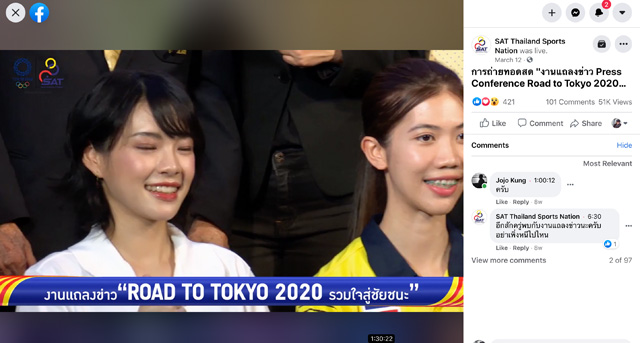 SAT
2
SAT Thailand Sports
Nation was live.
March 12 ·
การถ่ายทอดสด "งานแถลงข่าว Press
Conference Road to Tokyo 2020...
421
101 Comments 51K Views
Like Comment Share
Comments Hide
Most Relevant
Jojo Kung · 1:00:12
ครับ
Like · Reply · 8w
SAT Thailand Sports Nation · 6:30
อีกสักครู่พบกับงานแถลงข่าวนะครับ
อย่าเพิ่งหนีไปไหน
1
Like · Reply · 8w
View more comments 2 of 97
งานแถลงข่าว “ROAD TO TOKYO 2020 รวมใจสู่ชัยชนะ”
1:30:22